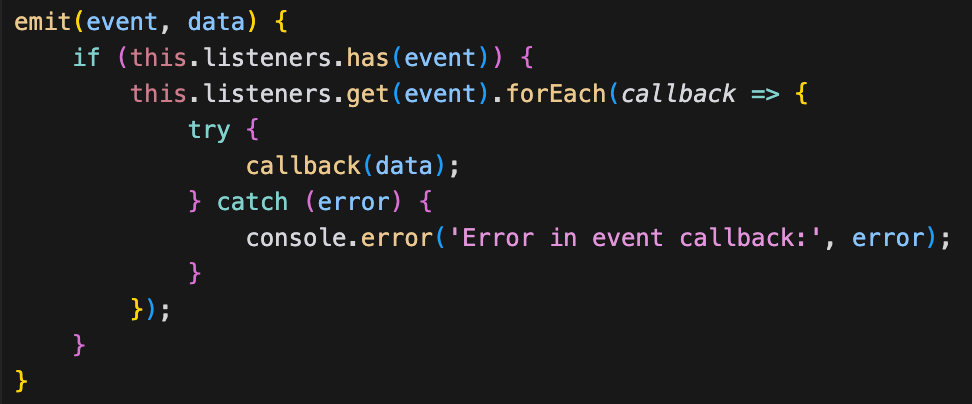 emit(event, data) {
    if (this.listeners.has(event)) {
        this.listeners.get(event).forEach(callback => {
            try {
                callback(data);
            } catch (error) {
                console.error('Error in event callback:', error);
            }
        });
    }
}